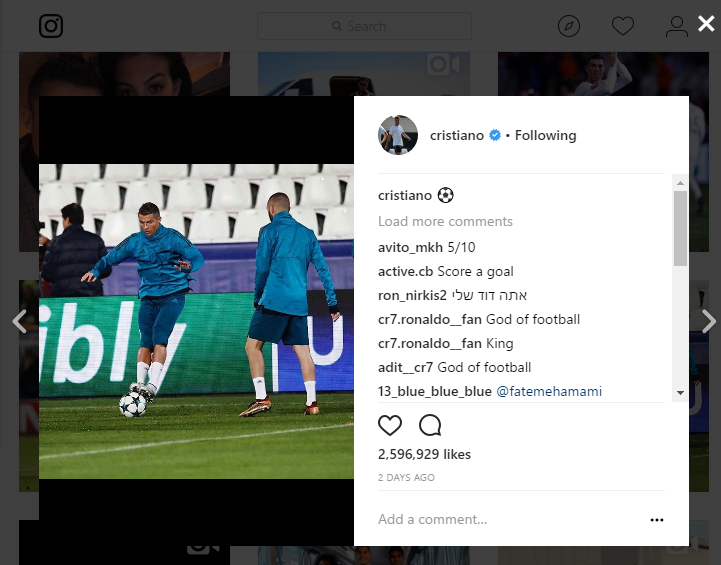 Search
cristiano • Following
cristiano ⚽
Load more comments
avito_mkh 5/10
active.cb Score a goal
ron_nirkis2 אתה דוד שלי
cr7.ronaldo__fan God of football
cr7.ronaldo__fan King
adit__cr7 God of football
13_blue_blue_blue @fatemehamami
ibly
2,596,929 likes
2 DAYS AGO
Add a comment...